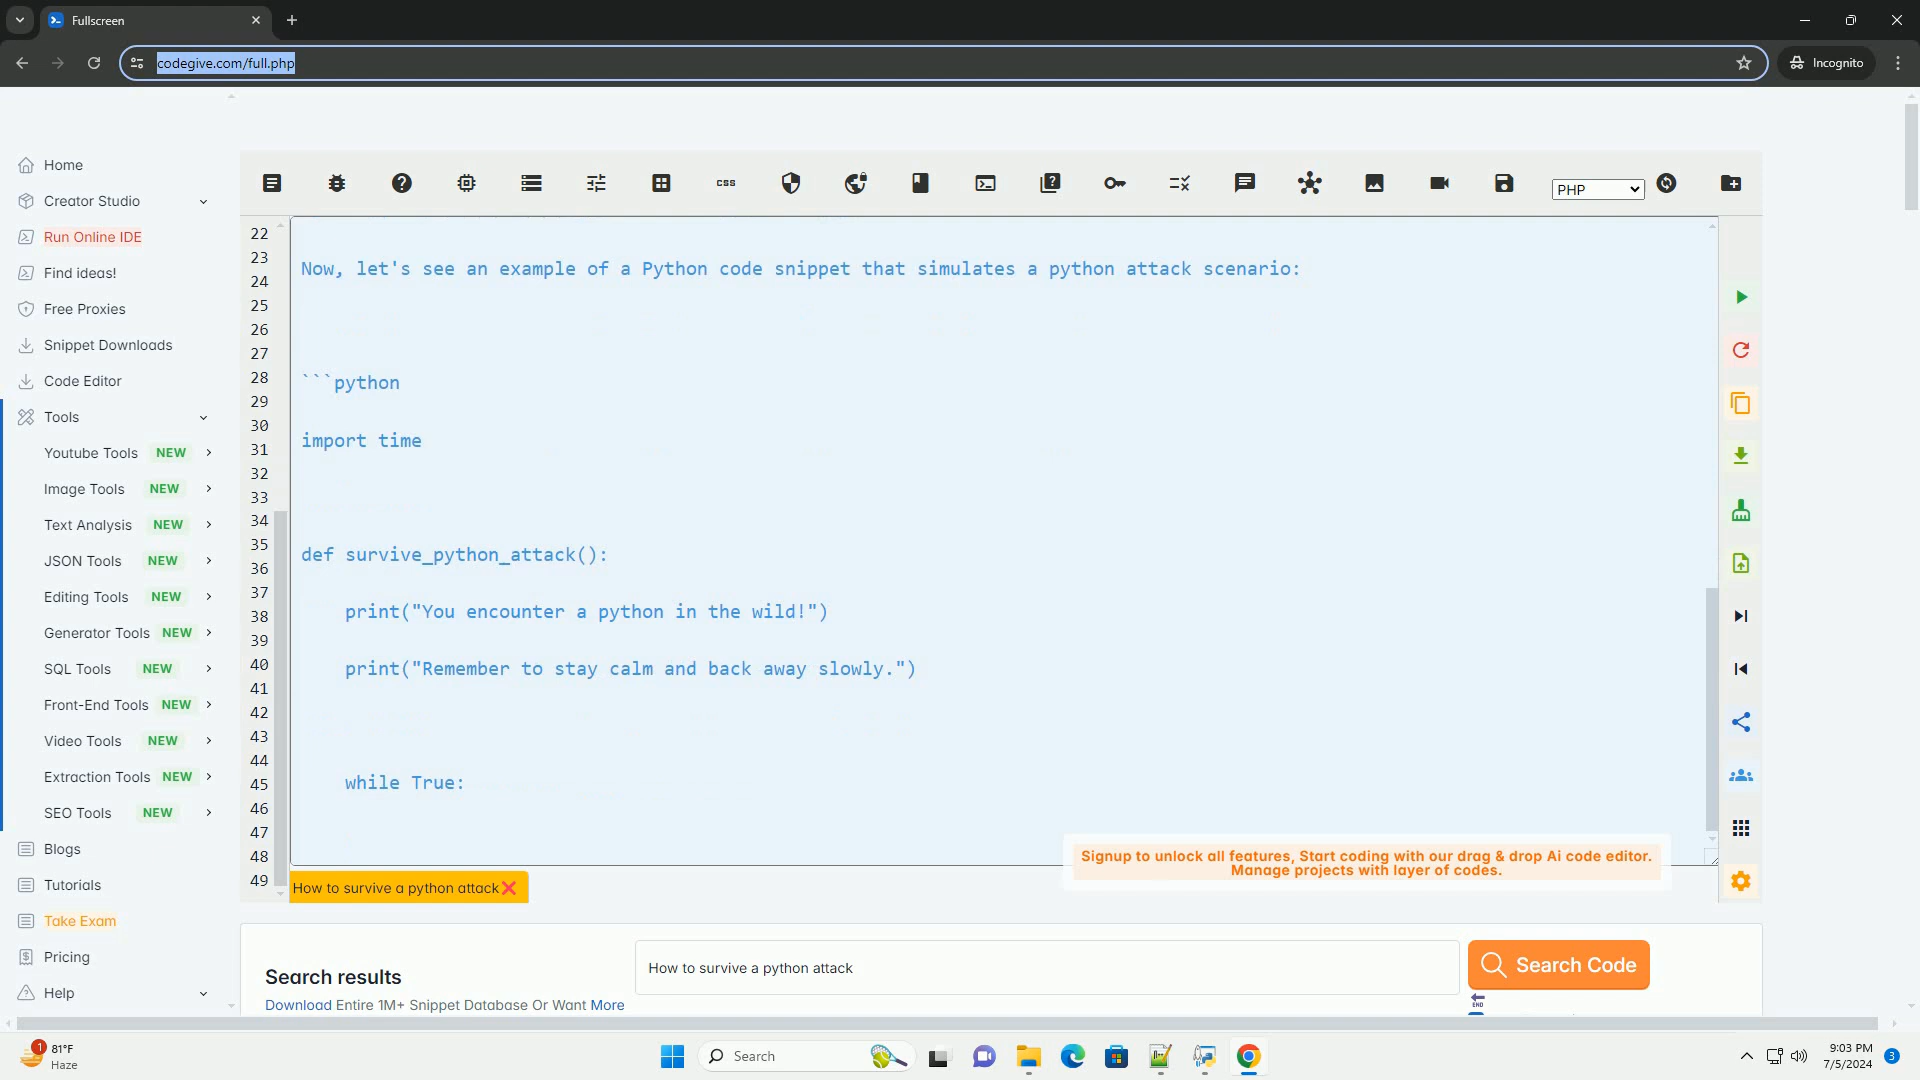 Fullscreen
codegive.com/full.php
Incognito
Home
Creator Studio
Run Online IDE
Find ideas!
Free Proxies
Snippet Downloads
Code Editor
Tools
Youtube Tools NEW
Image Tools NEW
Text Analysis NEW
JSON Tools NEW
Editing Tools NEW
Generator Tools NEW
SQL Tools NEW
Front-End Tools NEW
Video Tools NEW
Extraction Tools NEW
SEO Tools NEW
Blogs
Tutorials
Take Exam
Pricing
Help
css
PHP
22
23
24
25
26
27
28
29
30
31
32
33
34
35
36
37
38
39
40
41
42
43
44
45
46
47
48
49
Now, let's see an example of a Python code snippet that simulates a python attack scenario:
```python
import time
def survive_python_attack():
print("You encounter a python in the wild!")
print("Remember to stay calm and back away slowly.")
while True:
Signup to unlock all features, Start coding with our drag & drop Ai code editor.
Manage projects with layer of codes.
How to survive a python attack
Search results
Download Entire 1M+ Snippet Database Or Want More
How to survive a python attack
Search Code
END
1
81°F
Haze
Search
9:03 PM
7/5/2024
3